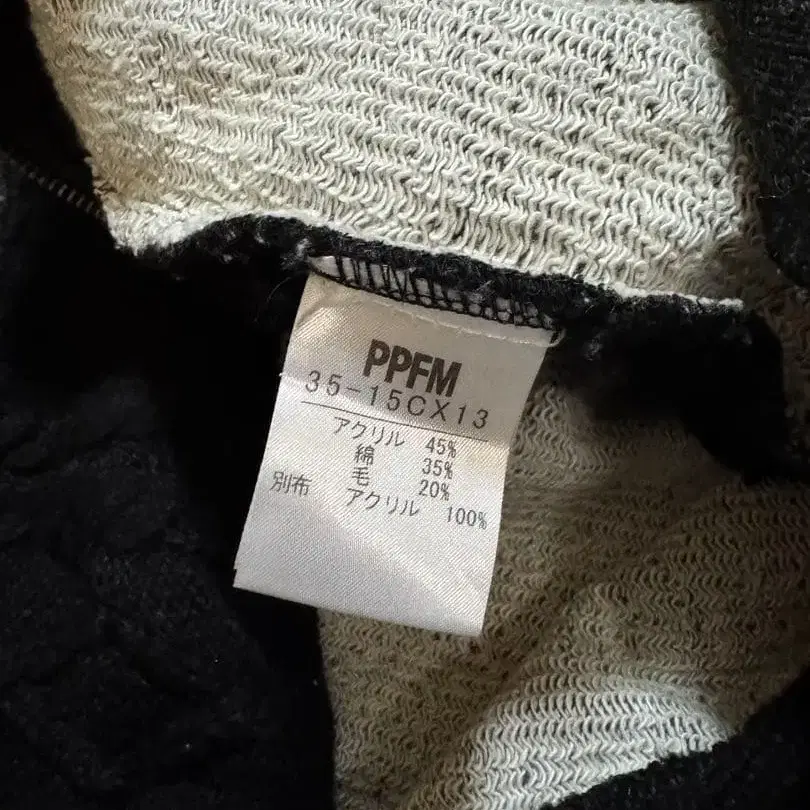 PPFM
35-15CX13
アクリル 45%
綿 35%
毛 20%
別布 アクリル 100%